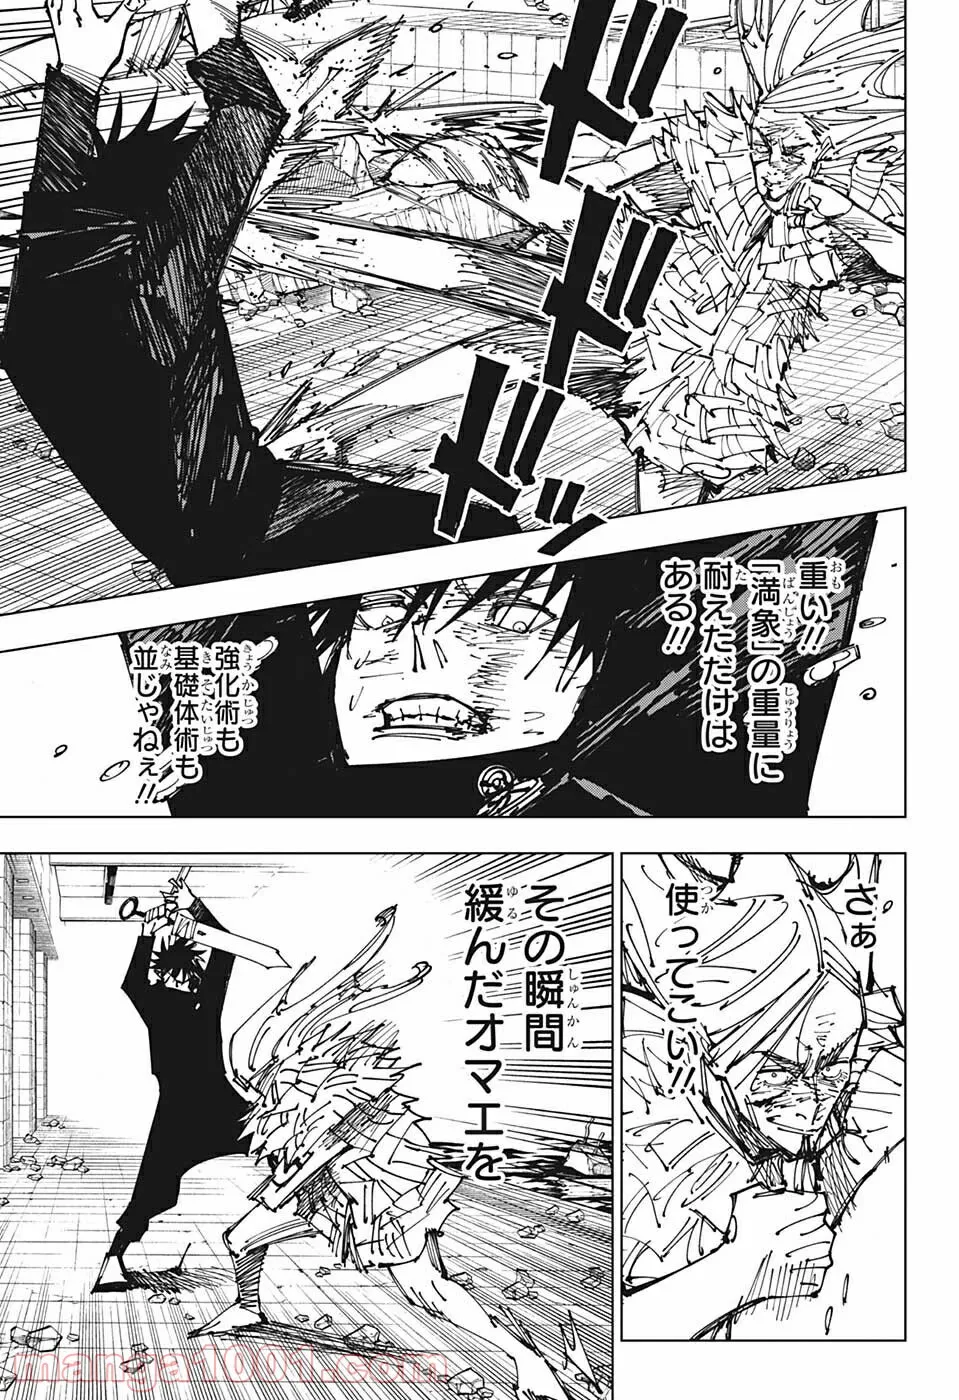 ドドドドッ
重い!!
「満象」の重量に
耐えただけは
ある!!
強化術も
基礎体術も
並じゃねぇ!!
さぁー
使ってこい!!
その瞬間
緩んだオマエを
manga1001.com